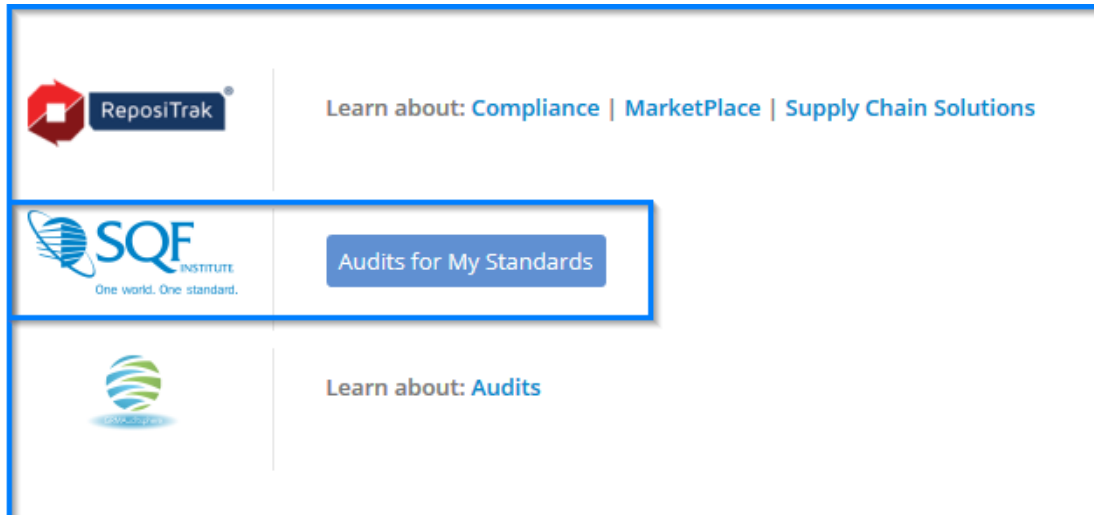 ReposiTrak®
Learn about: Compliance | MarketPlace | Supply Chain Solutions
SQF
INSTITUTE
One world. One standard.
Audits for My Standards
Learn about: Audits